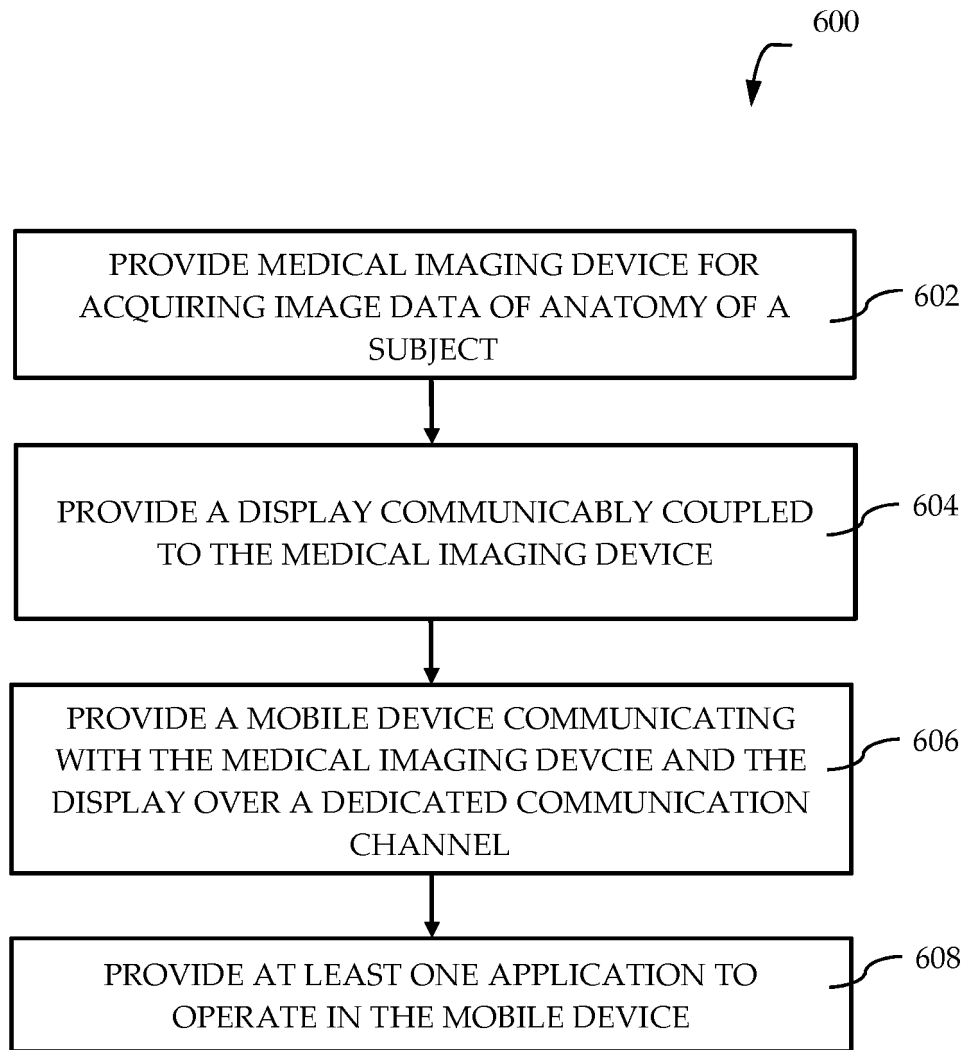 600
PROVIDE MEDICAL IMAGING DEVICE FOR
ACQUIRING IMAGE DATA OF ANATOMY OF A
SUBJECT
602
PROVIDE A DISPLAY COMMUNICABLY COUPLED
TO THE MEDICAL IMAGING DEVICE
604
PROVIDE A MOBILE DEVICE COMMUNICATING
WITH THE MEDICAL IMAGING DEVCIE AND THE
DISPLAY OVER A DEDICATED COMMUNICATION
CHANNEL
606
PROVIDE AT LEAST ONE APPLICATION TO
OPERATE IN THE MOBILE DEVICE
608